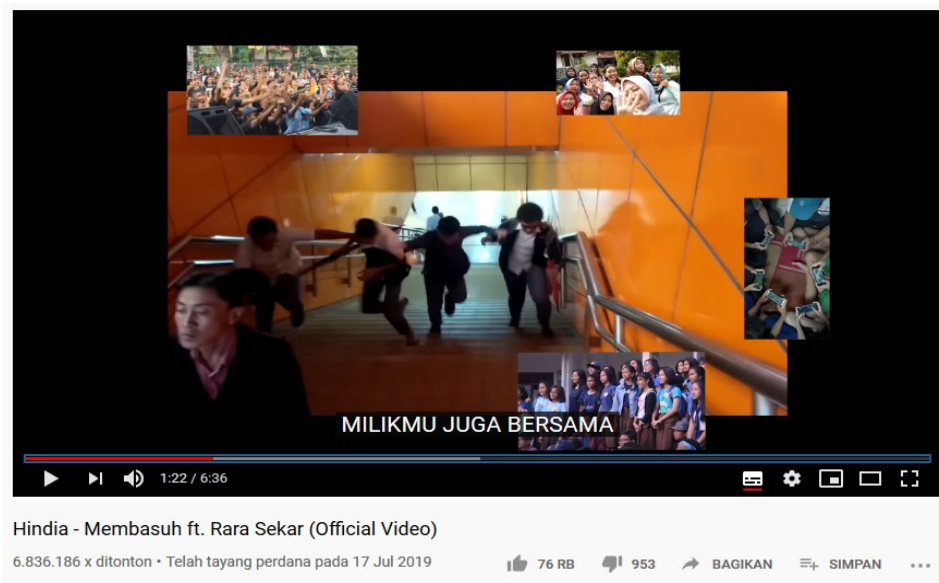 MILIKMU JUGA BERSAMA
1:22 / 6:36
Hindia - Membasuh ft. Rara Sekar (Official Video)
6.836.186 x ditonton • Telah tayang perdana pada 17 Jul 2019
76 RB 953 BAGIKAN SIMPAN